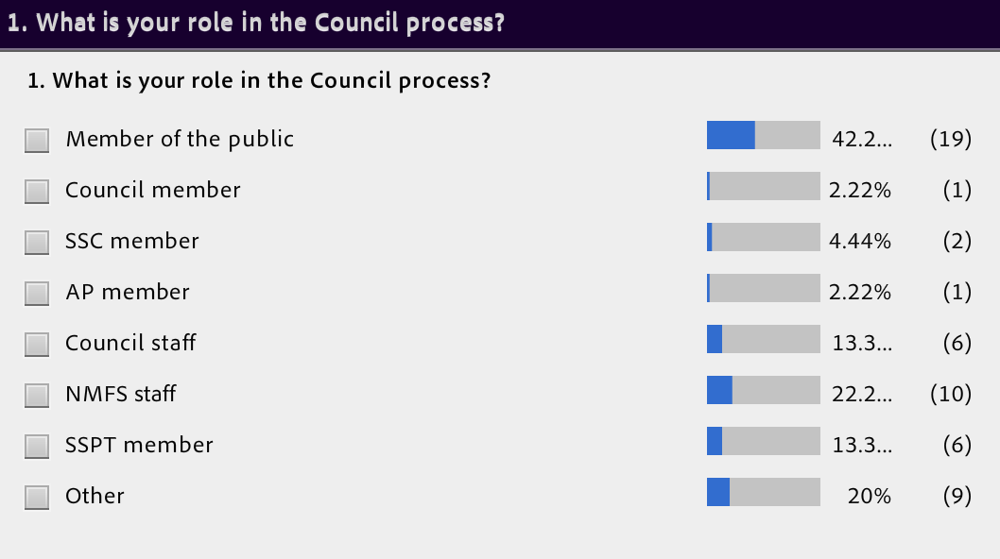 1. What is your role in the Council process?
1. What is your role in the Council process?
Member of the public 42.2... (19)
Council member 2.22% (1)
SSC member 4.44% (2)
AP member 2.22% (1)
Council staff 13.3... (6)
NMFS staff 22.2... (10)
SSPT member 13.3... (6)
Other 20% (9)